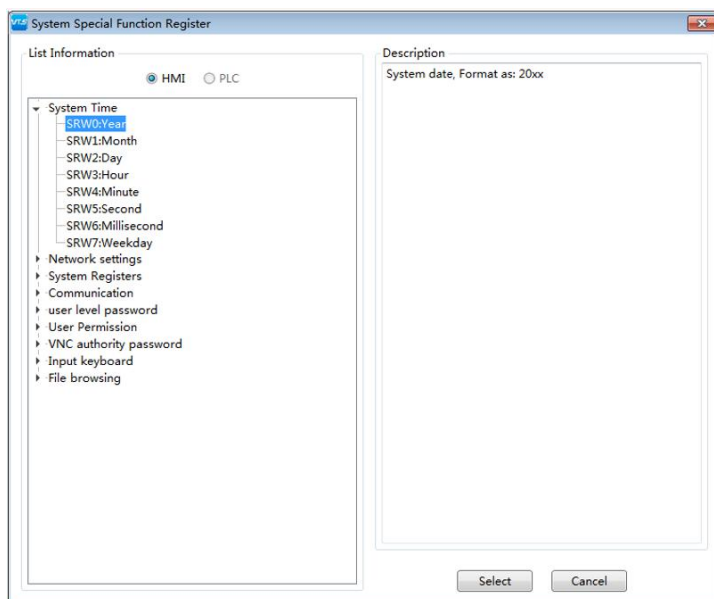 VTS System Special Function Register
List Information
HMI PLC
System Time
SRW0:Year
SRW1:Month
SRW2:Day
SRW3:Hour
SRW4:Minute
SRW5:Second
SRW6:Millisecond
SRW7:Weekday
Network settings
System Registers
Communication
user level password
User Permission
VNC authority password
Input keyboard
File browsing
Description
System date, Format as: 20xx
Select Cancel